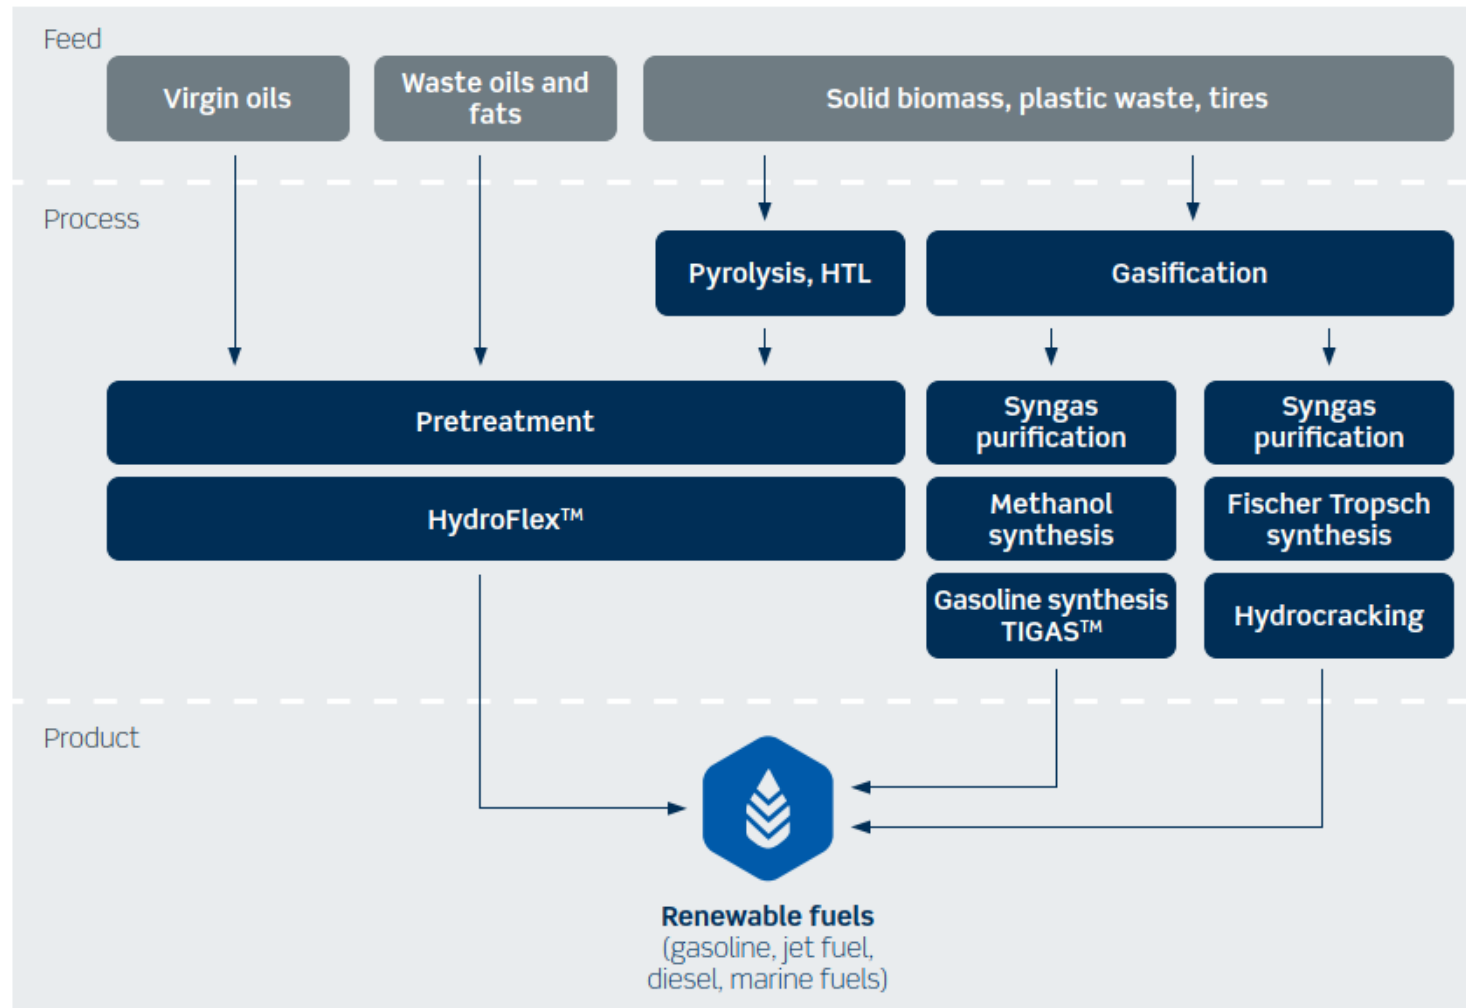 Feed
Virgin oils
Waste oils and
fats
Solid biomass, plastic waste, tires
Process
Pyrolysis, HTL
Gasification
Pretreatment
Syngas
purification
Syngas
purification
HydroFlex™
Methanol
synthesis
Fischer Tropsch
synthesis
Gasoline synthesis
TIGAS™
Hydrocracking
Product
Renewable fuels
(gasoline, jet fuel,
diesel, marine fuels)